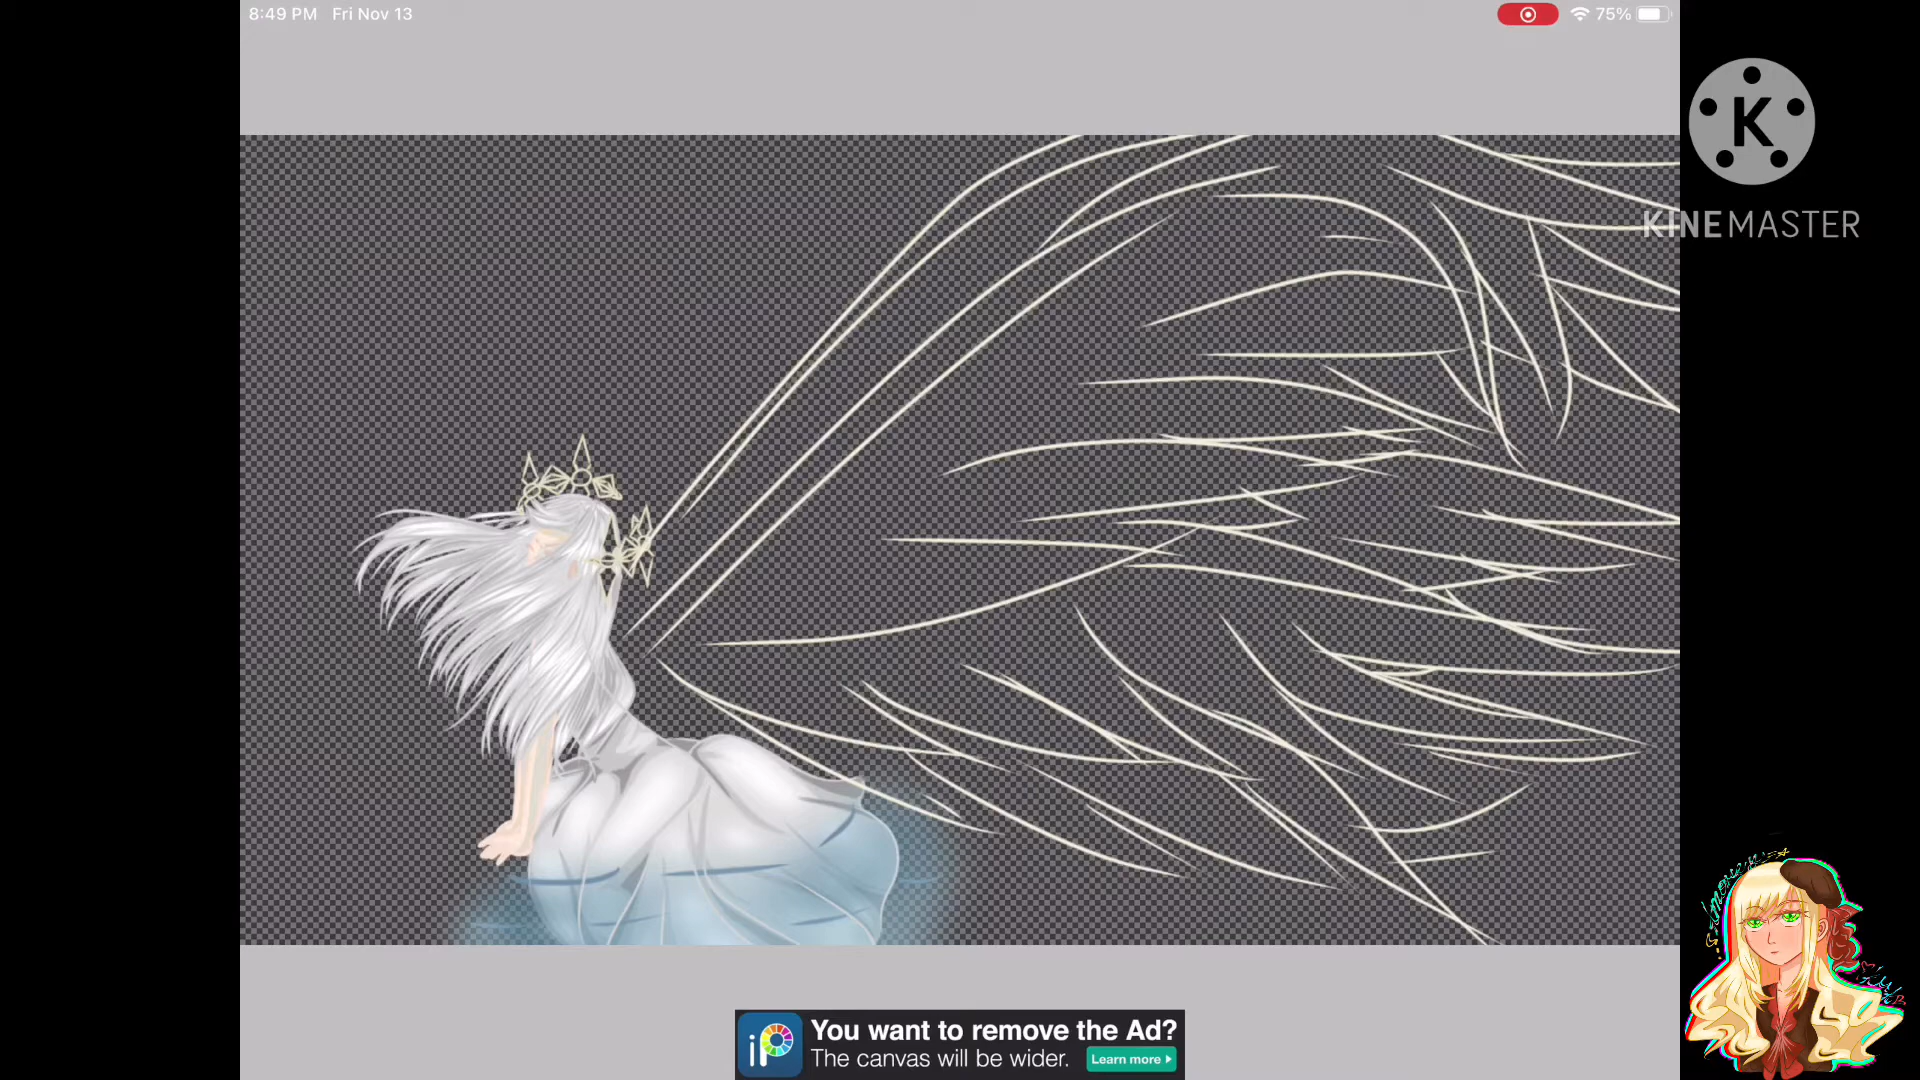 8:49 PM Fri Nov 13
75%
K
KINEMASTER
You want to remove the Ad?
The canvas will be wider.
Learn more
iP